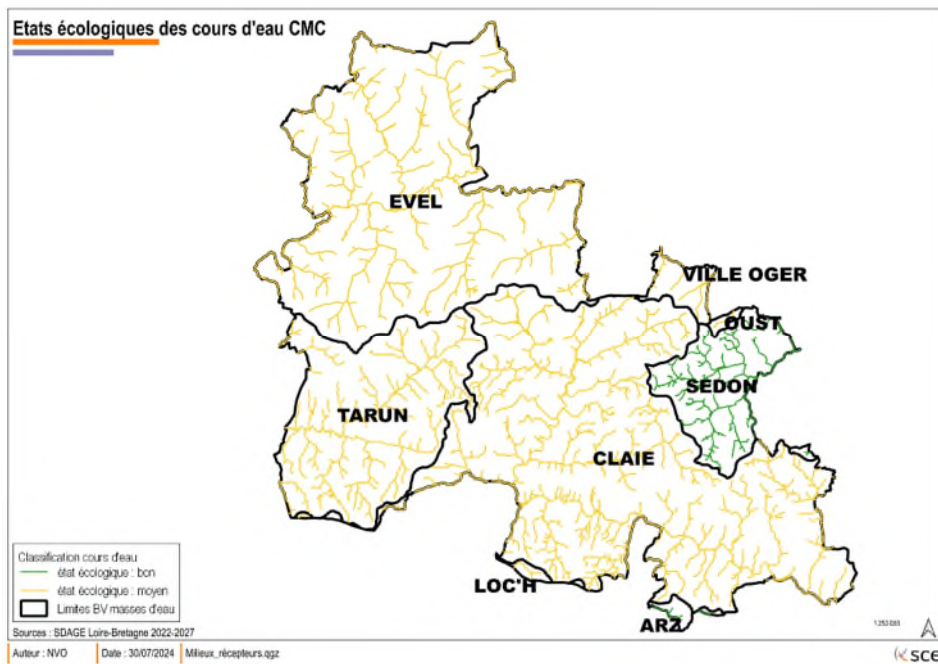 Etats écologiques des cours d'eau CMC
EVEL
VILLE OGER
OUST
SEDON
TARUN
CLAIE
LOC'H
ARZ
Classification cours d'eau
état écologique : bon
état écologique : moyen
Limites BV masses d'eau
Sources : SDAGE Loire-Bretagne 2022-2027
Auteur : NVO Date : 30/07/2024 Milieux_récepteurs.qgz
sce